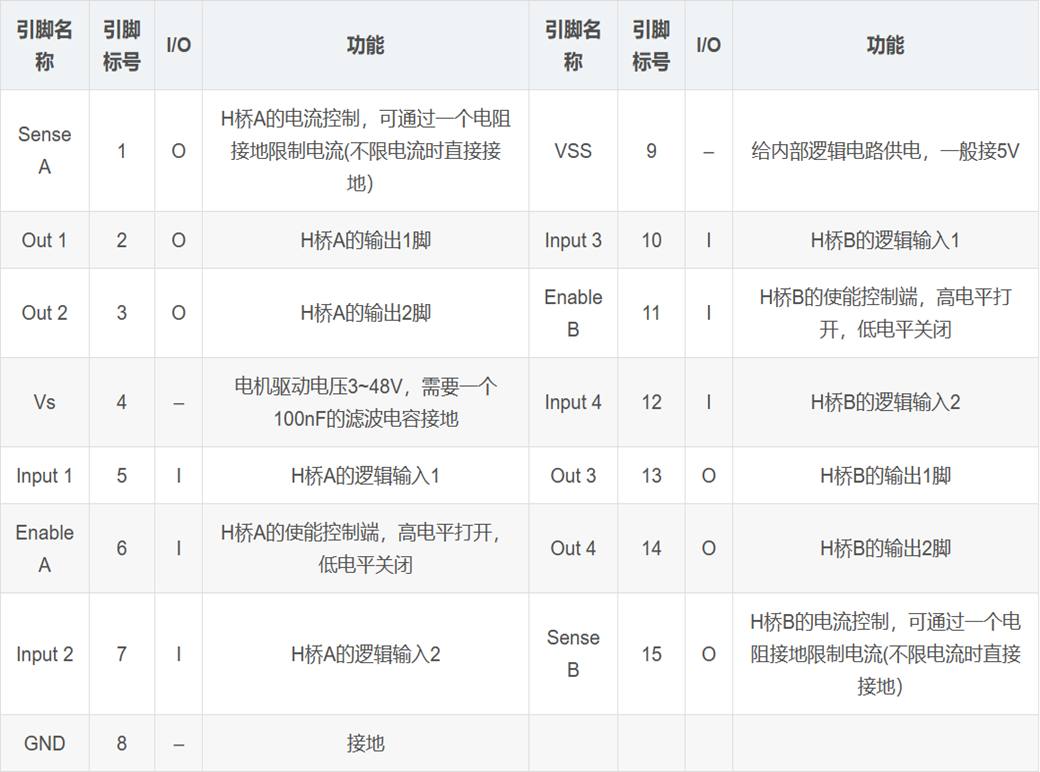 引脚名称 引脚标号 I/O 功能 引脚名称 引脚标号 I/O 功能
Sense A 1 O H桥A的电流控制，可通过一个电阻接地限制电流(不限电流时直接接地） VSS 9 – 给内部逻辑电路供电，一般接5V
Out 1 2 O H桥A的输出1脚 Input 3 10 I H桥B的逻辑输入1
Out 2 3 O H桥A的输出2脚 Enable B 11 I H桥B的使能控制端，高电平打开，低电平关闭
Vs 4 – 电机驱动电压3~48V，需要一个100nF的滤波电容接地 Input 4 12 I H桥B的逻辑输入2
Input 1 5 I H桥A的逻辑输入1 Out 3 13 O H桥B的输出1脚
Enable A 6 I H桥A的使能控制端，高电平打开，低电平关闭 Out 4 14 O H桥B的输出2脚
Input 2 7 I H桥A的逻辑输入2 Sense B 15 O H桥B的电流控制，可通过一个电阻接地限制电流(不限电流时直接接地）
GND 8 – 接地